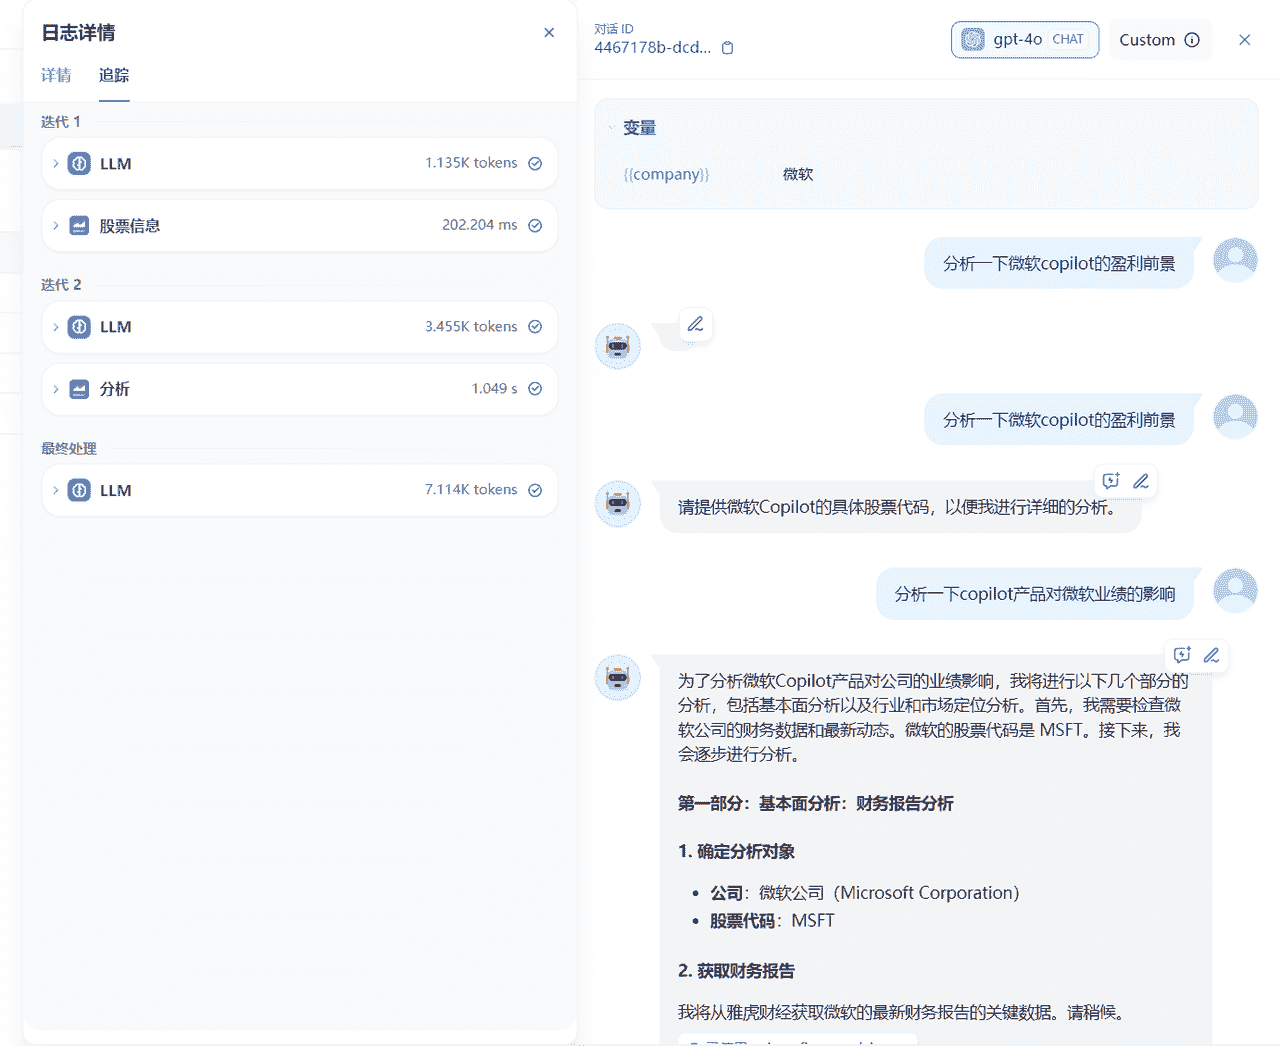 日志详情
详情
追踪
迭代 1
LLM
1.135K tokens
股票信息
202.204 ms
迭代 2
LLM
3.455K tokens
分析
1.049 s
最终处理
LLM
7.114K tokens
对话 ID
4467178b-dcd...
gpt-4o CHAT
Custom
变量
{{company}}
微软
分析一下微软copilot的盈利前景
分析一下微软copilot的盈利前景
请提供微软Copilot的具体股票代码，以便我进行详细的分析。
分析一下copilot产品对微软业绩的影响
为了分析微软Copilot产品对公司的业绩影响，我将进行以下几个部分的
分析，包括基本面分析以及行业和市场定位分析。首先，我需要检查微
软公司的财务数据和最新动态。微软的股票代码是 MSFT。接下来，我
会逐步进行分析。
第一部分：基本面分析：财务报告分析
1. 确定分析对象
• 公司：微软公司（Microsoft Corporation）
• 股票代码：MSFT
2. 获取财务报告
我将从雅虎财经获取微软的最新财务报告的关键数据。请稍候。